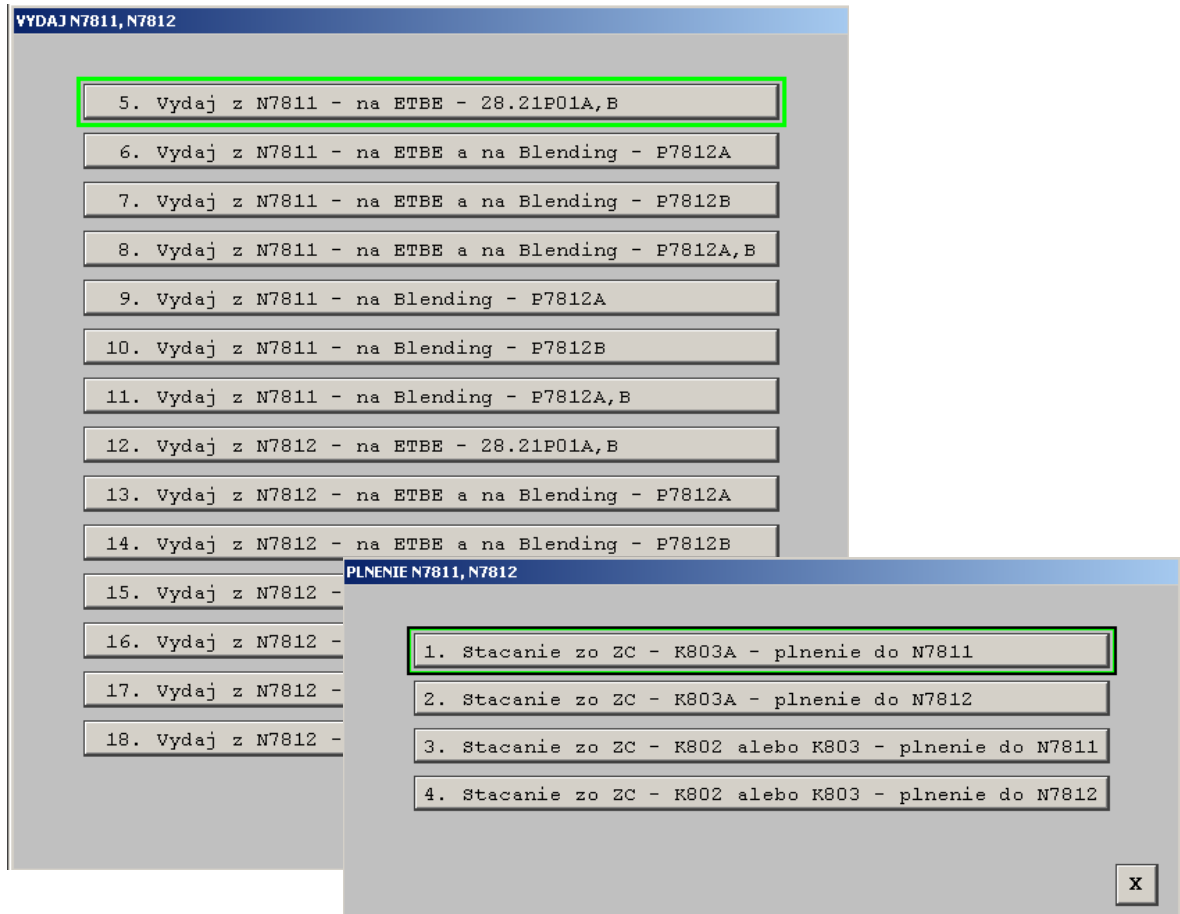 VYDAJ N7811, N7812
5. Vydaj z N7811 - na ETBE - 28.21P01A,B
6. Vydaj z N7811 - na ETBE a na Blending - P7812A
7. Vydaj z N7811 - na ETBE a na Blending - P7812B
8. Vydaj z N7811 - na ETBE a na Blending - P7812A,B
9. Vydaj z N7811 - na Blending - P7812A
10. Vydaj z N7811 - na Blending - P7812B
11. Vydaj z N7811 - na Blending - P7812A,B
12. Vydaj z N7812 - na ETBE - 28.21P01A,B
13. Vydaj z N7812 - na ETBE a na Blending - P7812A
14. Vydaj z N7812 - na ETBE a na Blending - P7812B
15. Vydaj z N7812 -
16. Vydaj z N7812 -
17. Vydaj z N7812 -
18. Vydaj z N7812 -
PLNENIE N7811, N7812
1. Stacanie zo ZC - K803A - plnenie do N7811
2. Stacanie zo ZC - K803A - plnenie do N7812
3. Stacanie zo ZC - K802 alebo K803 - plnenie do N7811
4. Stacanie zo ZC - K802 alebo K803 - plnenie do N7812
X